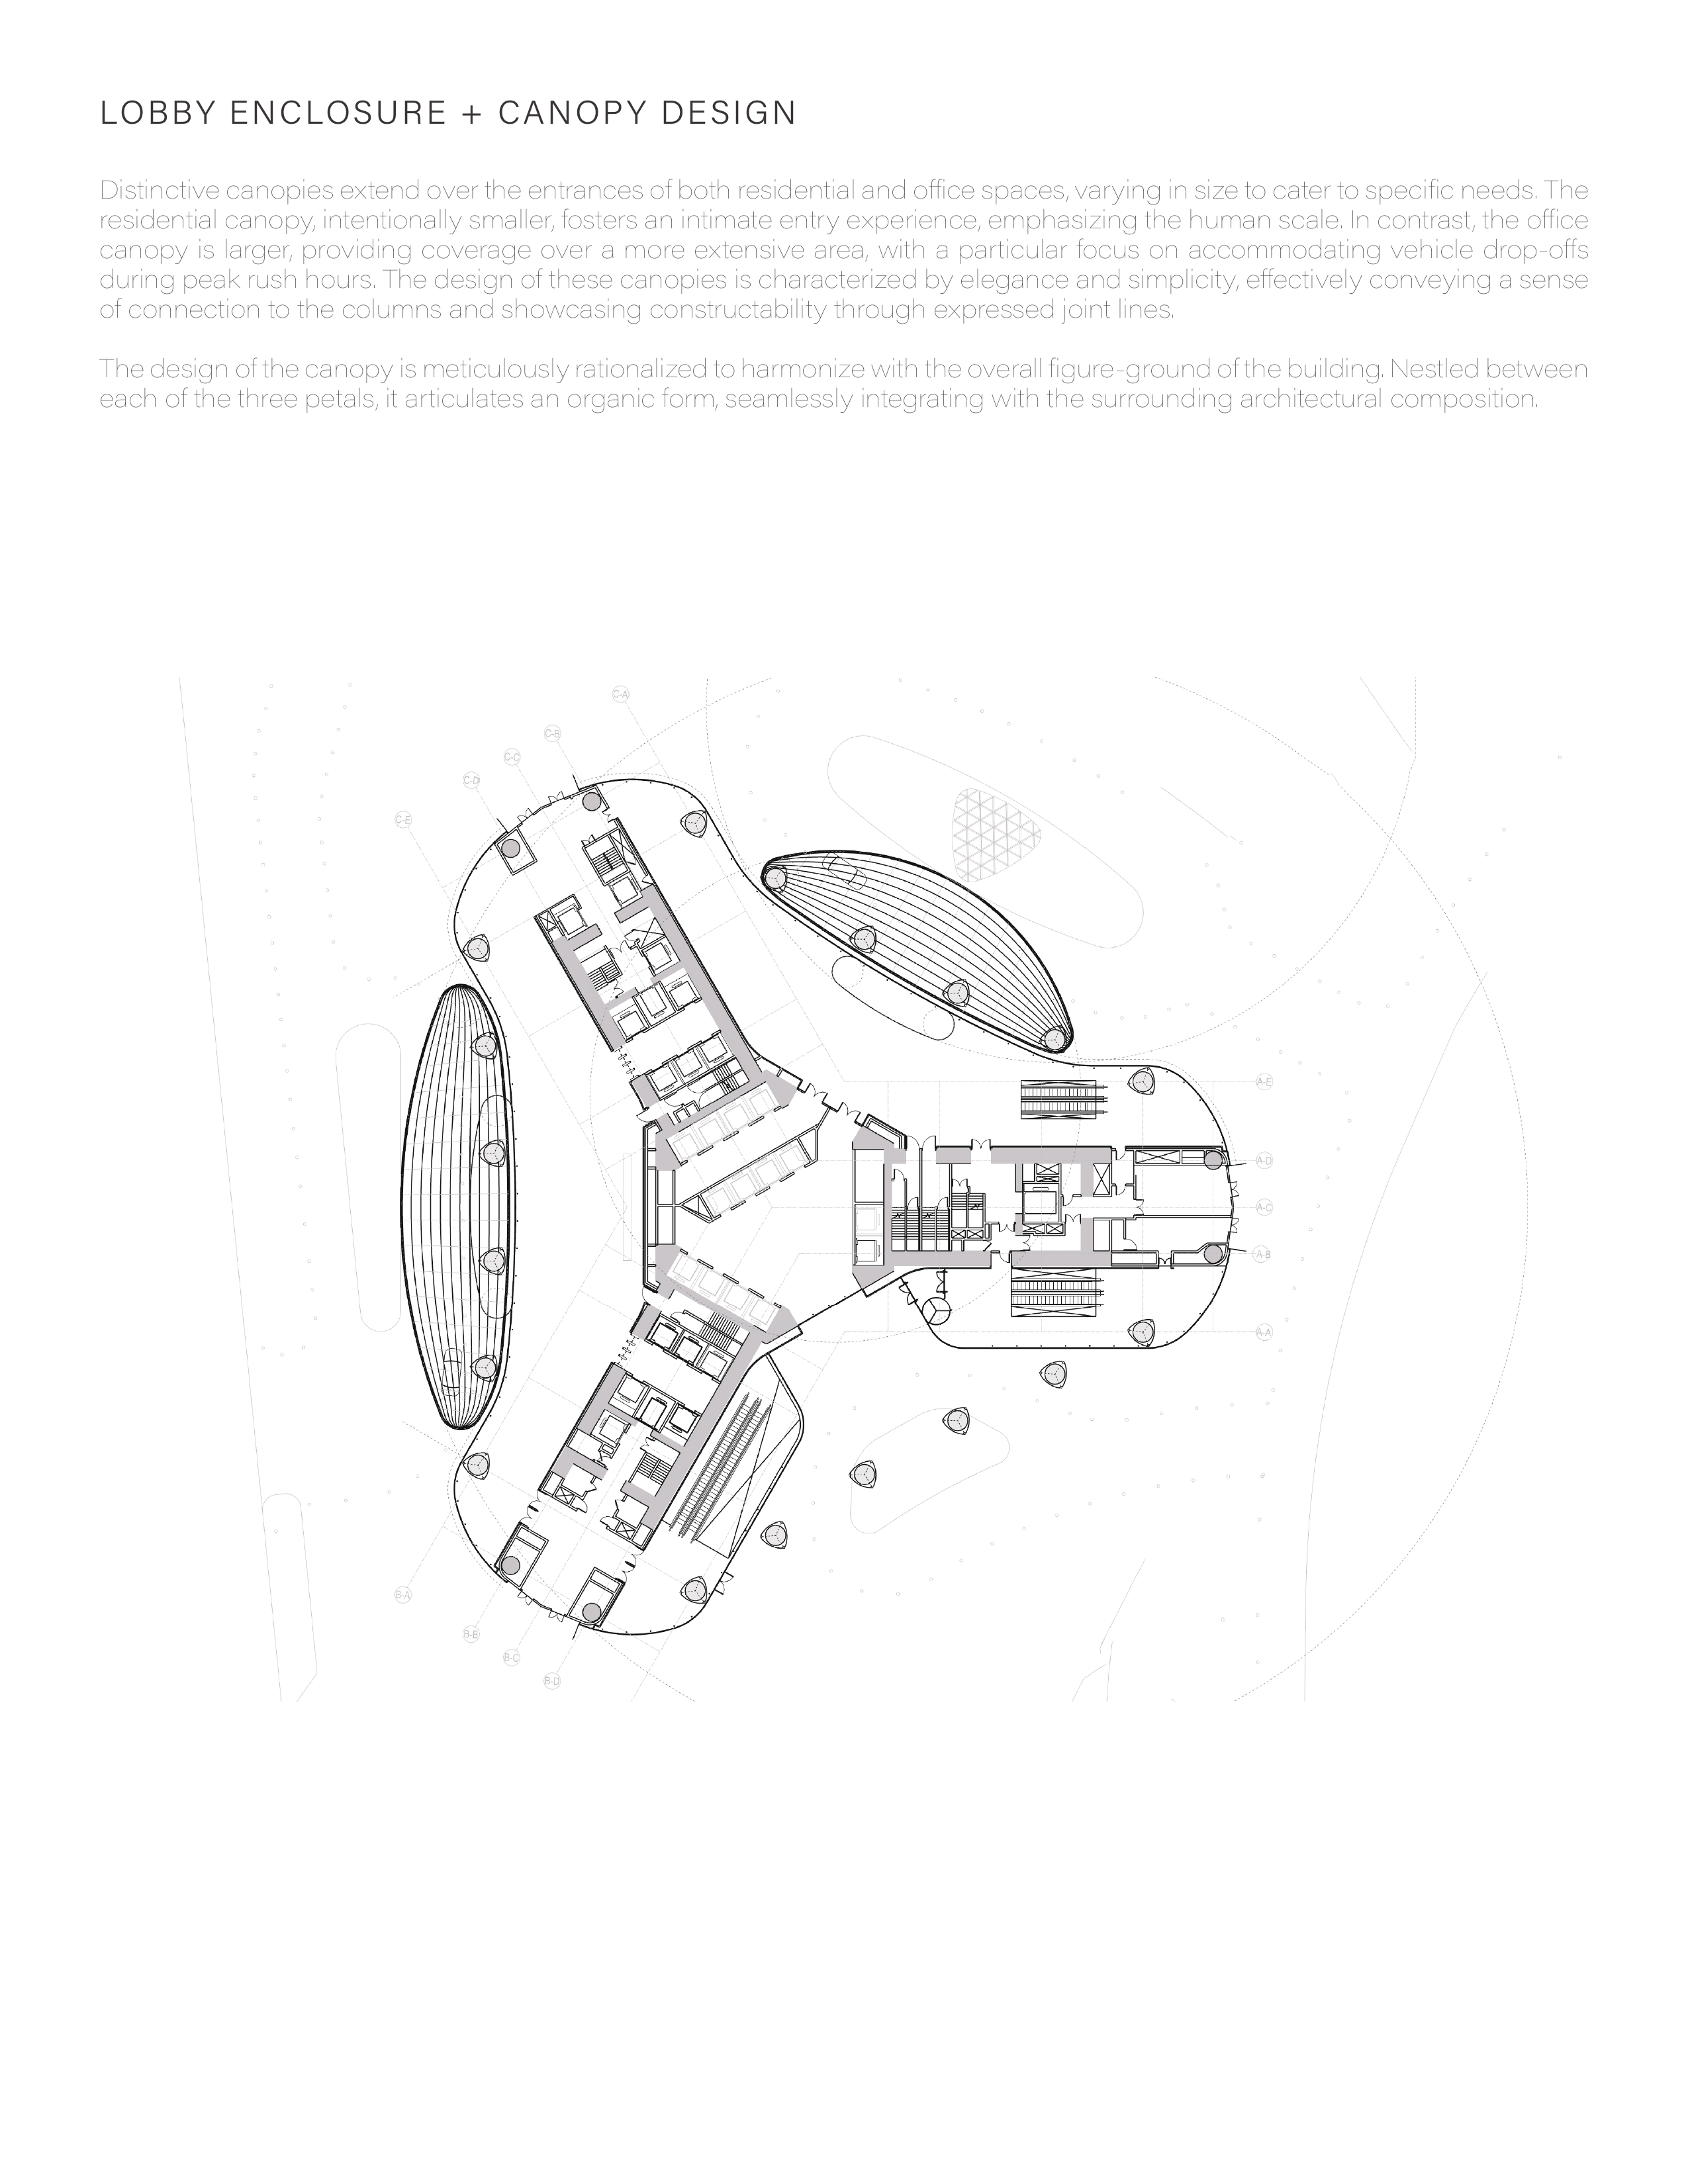 LOBBY ENCLOSURE + CANOPY DESIGN
Distinctive canopies extend over the entrances of both residential and office spaces, varying in size to cater to specific needs. The
residential canopy, intentionally smaller, fosters an intimate entry experience, emphasizing the human scale. In contrast, the office
canopy is larger, providing coverage over a more extensive area, with a particular focus on accommodating vehicle drop-offs
during peak rush hours. The design of these canopies is characterized by elegance and simplicity, effectively conveying a sense
of connection to the columns and showcasing constructability through expressed joint lines.
The design of the canopy is meticulously rationalized to harmonize with the overall figure-ground of the building. Nestled between
each of the three petals, it articulates an organic form, seamlessly integrating with the surrounding architectural composition.
C-A
C-B
C-C
C-D
C-E
A-E
A-D
A-C
A-B
A-A
B-A
B-B
B-C
B-D